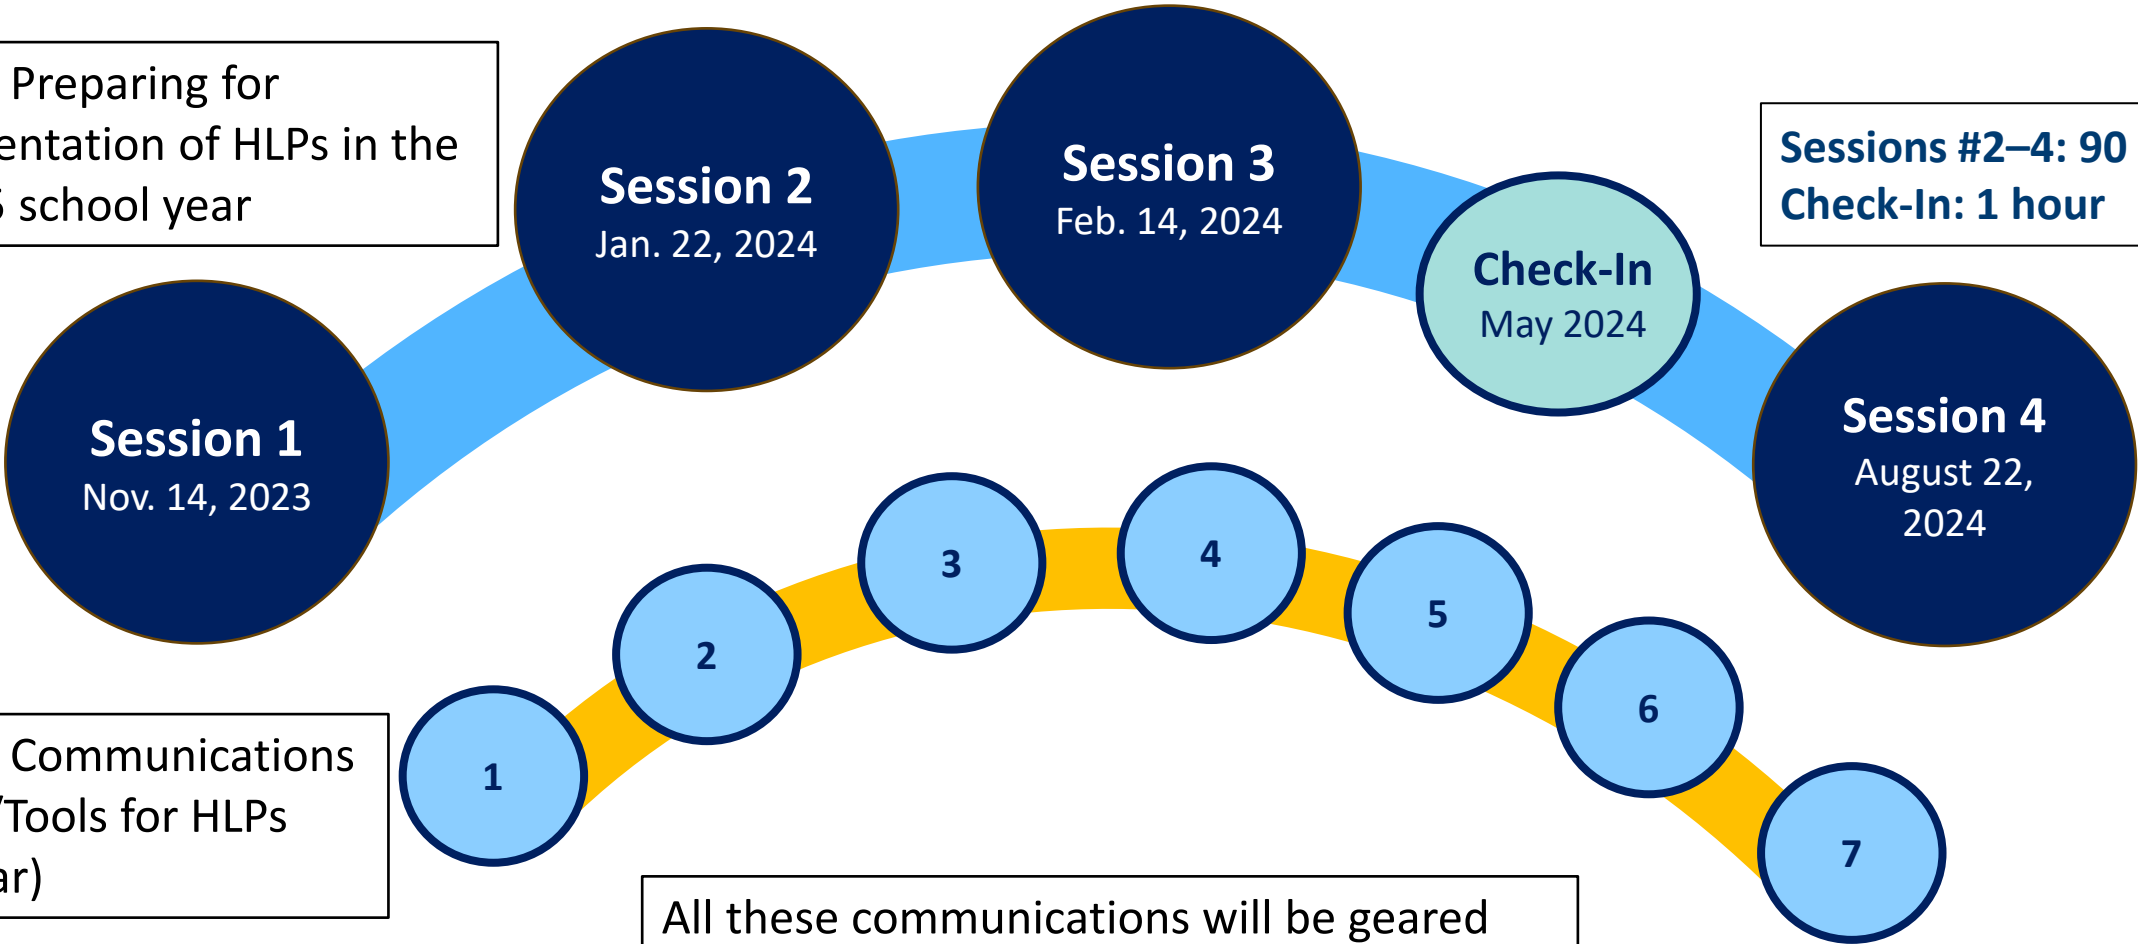 Preparing for
entation of HLPs in the
school year
Session 1
Nov. 14, 2023
Session 2
Jan. 22, 2024
Session 3
Feb. 14, 2024
Check-In
May 2024
Session 4
August 22,
2024
Sessions #2–4: 90
Check-In: 1 hour
Communications
/Tools for HLPs
ar)
1
2
3
4
5
6
7
All these communications will be geared